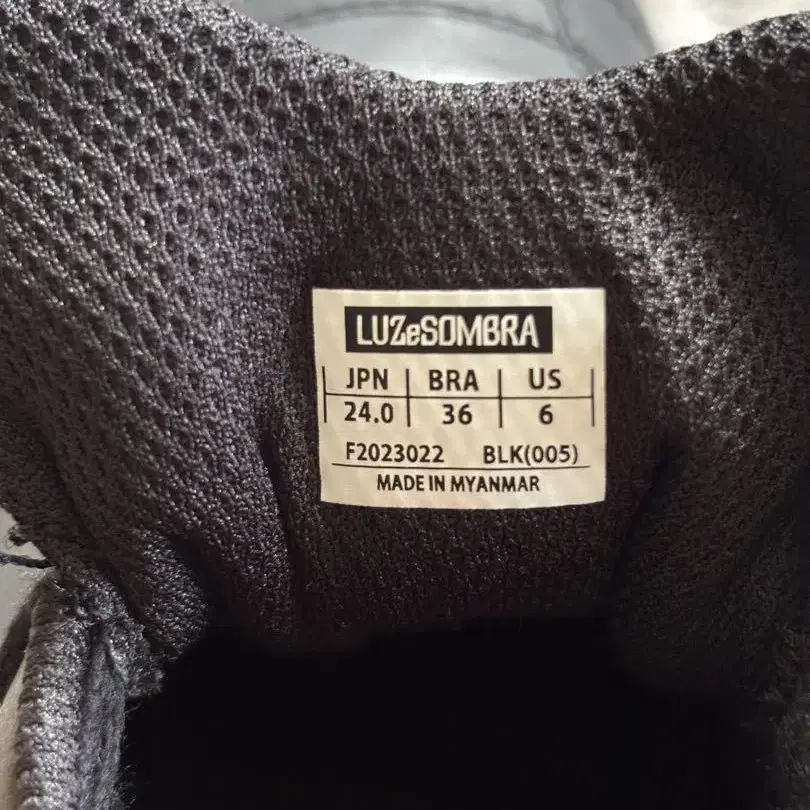 LUZeSOMBRA
JPN BRA US
24.0 36 6
F2023022 BLK(005)
MADE IN MYANMAR